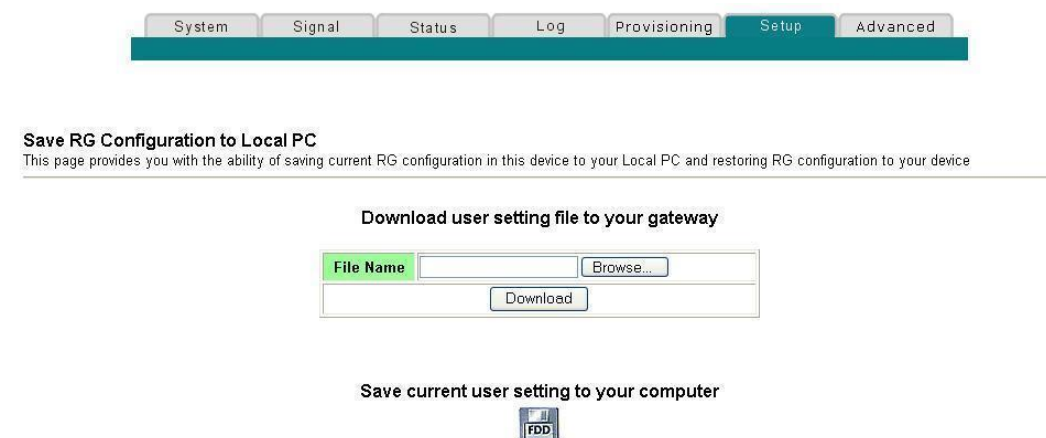 System Signal Status Log Provisioning Setup Advanced
Save RG Configuration to Local PC
This page provides you with the ability of saving current RG configuration in this device to your Local PC and restoring RG configuration to your device
Download user setting file to your gateway
File Name Browse...
Download
Save current user setting to your computer
FDD